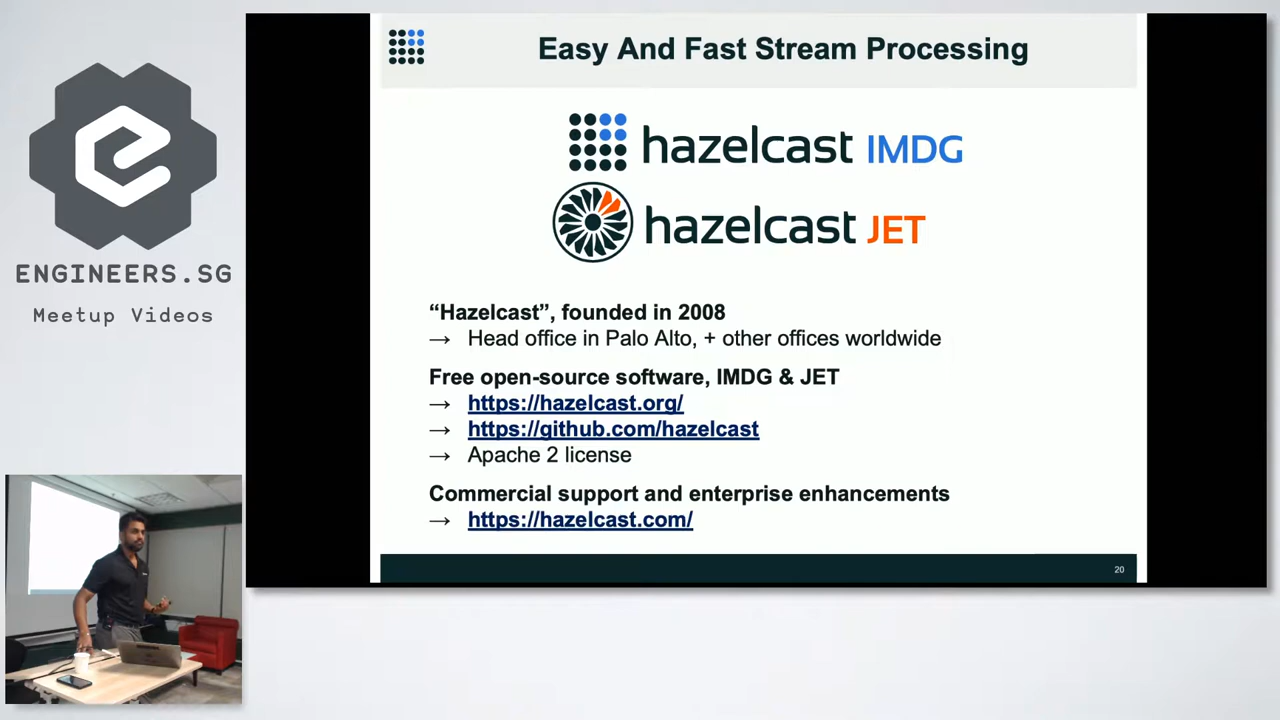 ENGINEERS.SG
Meetup Videos
Easy And Fast Stream Processing
hazelcast IMDG
hazelcast JET
“Hazelcast”, founded in 2008
→ Head office in Palo Alto, + other offices worldwide
Free open-source software, IMDG & JET
→ https://hazelcast.org/
→ https://github.com/hazelcast
→ Apache 2 license
Commercial support and enterprise enhancements
→ https://hazelcast.com/
20